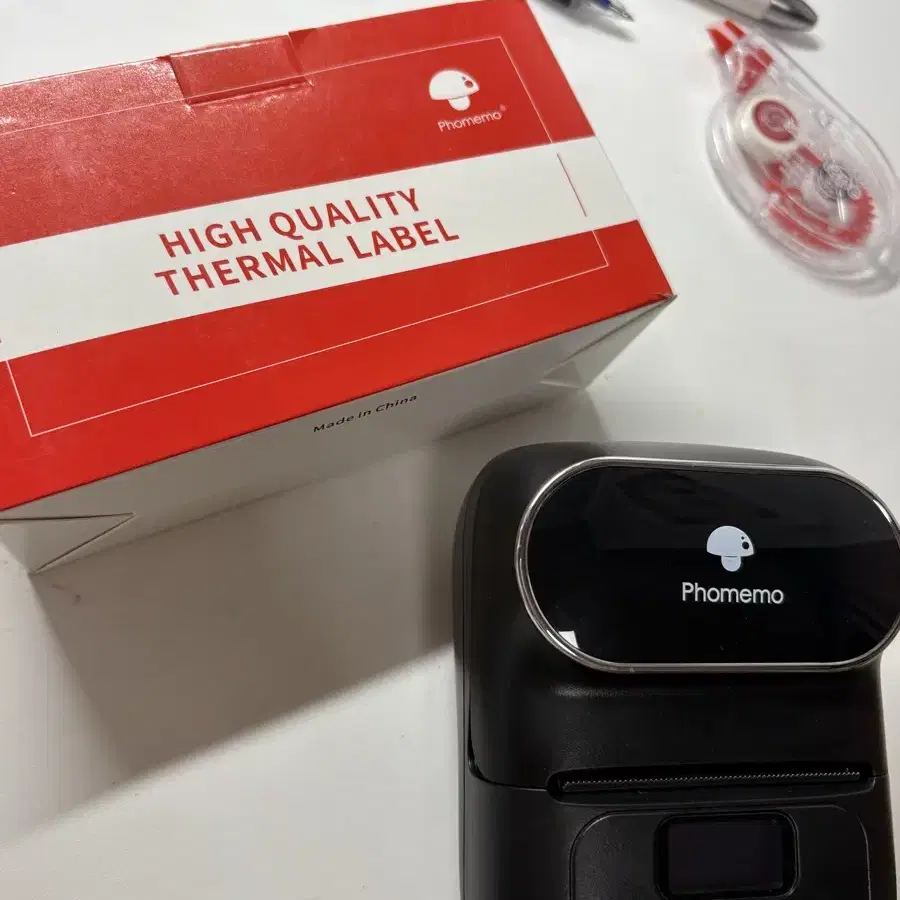 Phomemo®
HIGH QUALITY
THERMAL LABEL
Made in China
Phomemo